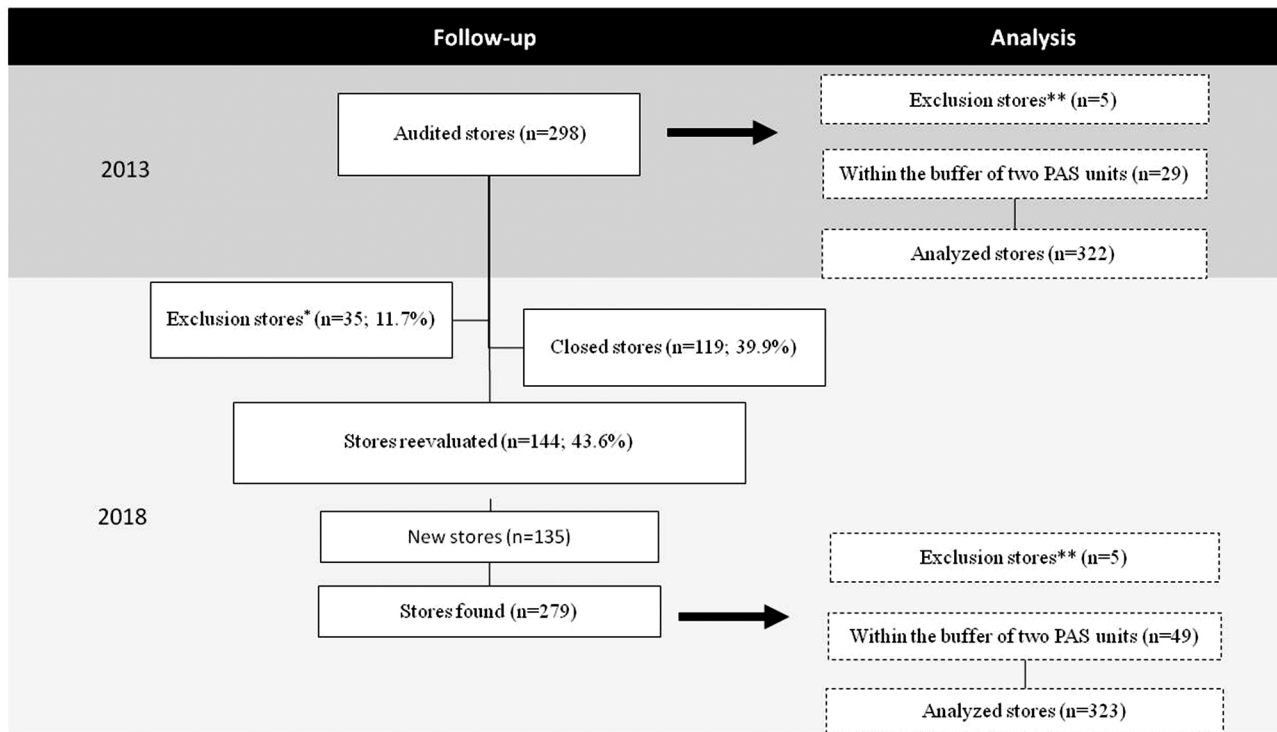 Follow-up
Analysis
2013
Audited stores (n=298)
Exclusion stores** (n=5)
Within the buffer of two PAS units (n=29)
Analyzed stores (n=322)
Exclusion stores* (n=35; 11.7%)
Closed stores (n=119; 39.9%)
Stores reevaluated (n=144; 43.6%)
2018
New stores (n=135)
Stores found (n=279)
Exclusion stores** (n=5)
Within the buffer of two PAS units (n=49)
Analyzed stores (n=323)